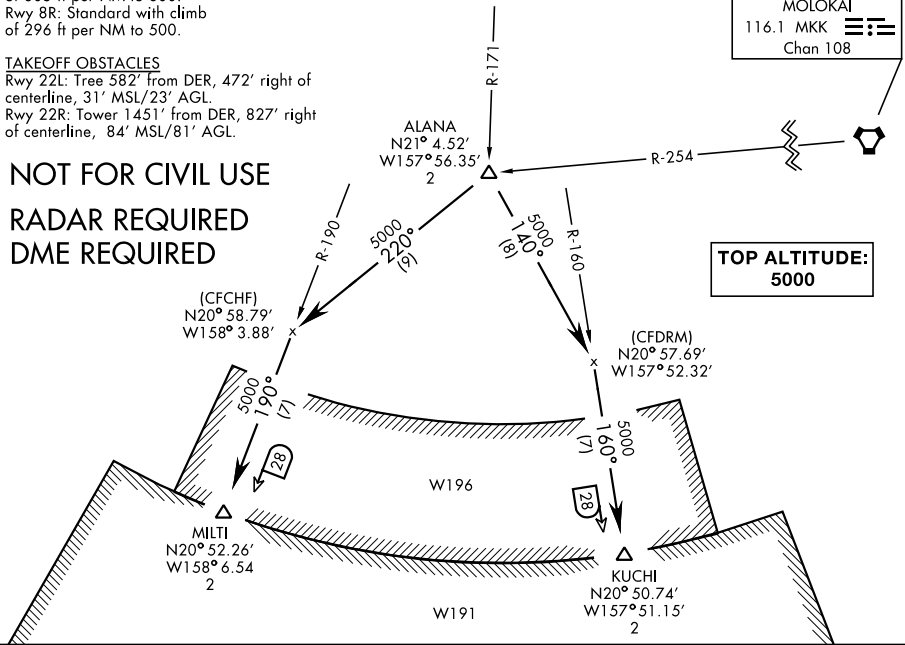 Rwy 8R: Standard with climb
of 296 ft per NM to 500.
TAKEOFF OBSTACLES
Rwy 22L: Tree 582' from DER, 472' right of
centerline, 31' MSL/23' AGL.
Rwy 22R: Tower 1451' from DER, 827' right
of centerline, 84' MSL/81' AGL.
NOT FOR CIVIL USE
RADAR REQUIRED
DME REQUIRED
MOLOKAI
116.1 MKK
Chan 108
R-171
ALANA
N21° 4.52'
W157° 56.35'
2
R-254
R-190
5000
220°
(9)
5000
140°
(8)
R-160
TOP ALTITUDE:
5000
(CFCHF)
N20° 58.79'
W158° 3.88'
(CFDRM)
N20° 57.69'
W157° 52.32'
5000
190°
(7)
5000
160°
(7)
28
28
W196
MILTI
N20° 52.26'
W158° 6.54
2
KUCHI
N20° 50.74'
W157° 51.15'
2
W191